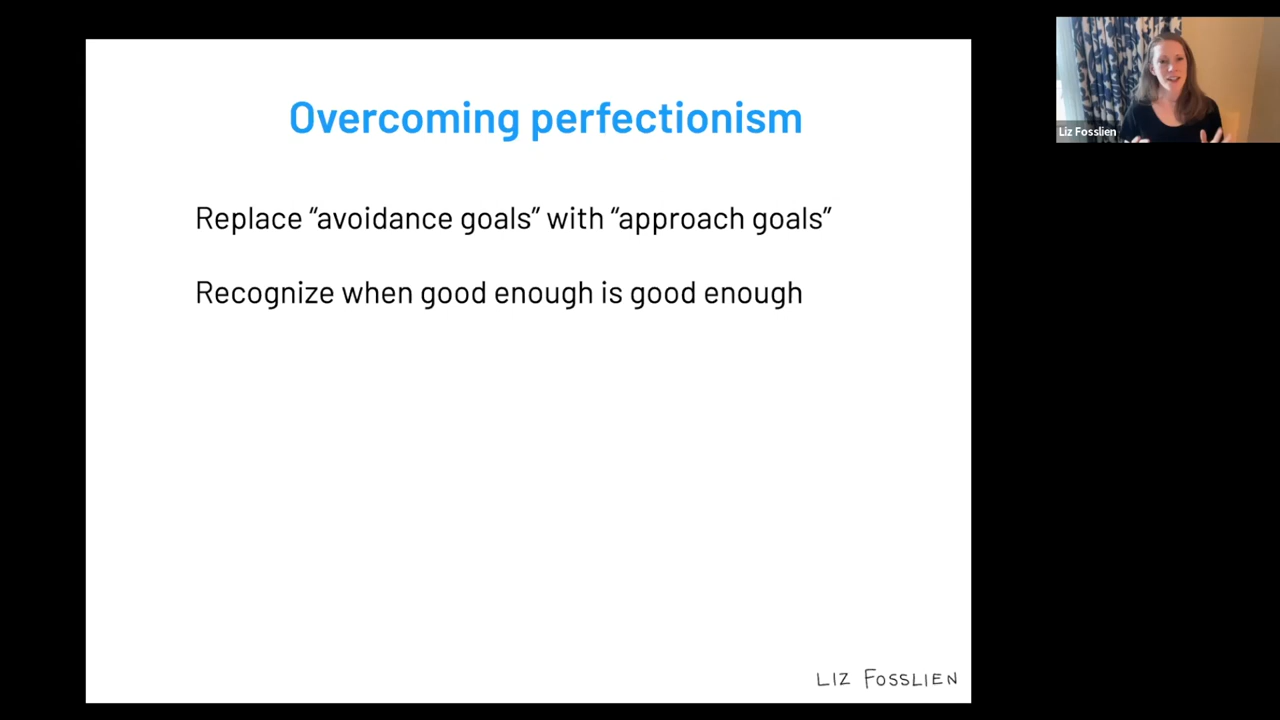 Overcoming perfectionism
Replace “avoidance goals” with “approach goals”
Recognize when good enough is good enough
LIZ FOSSLIEN
Liz Fosslien